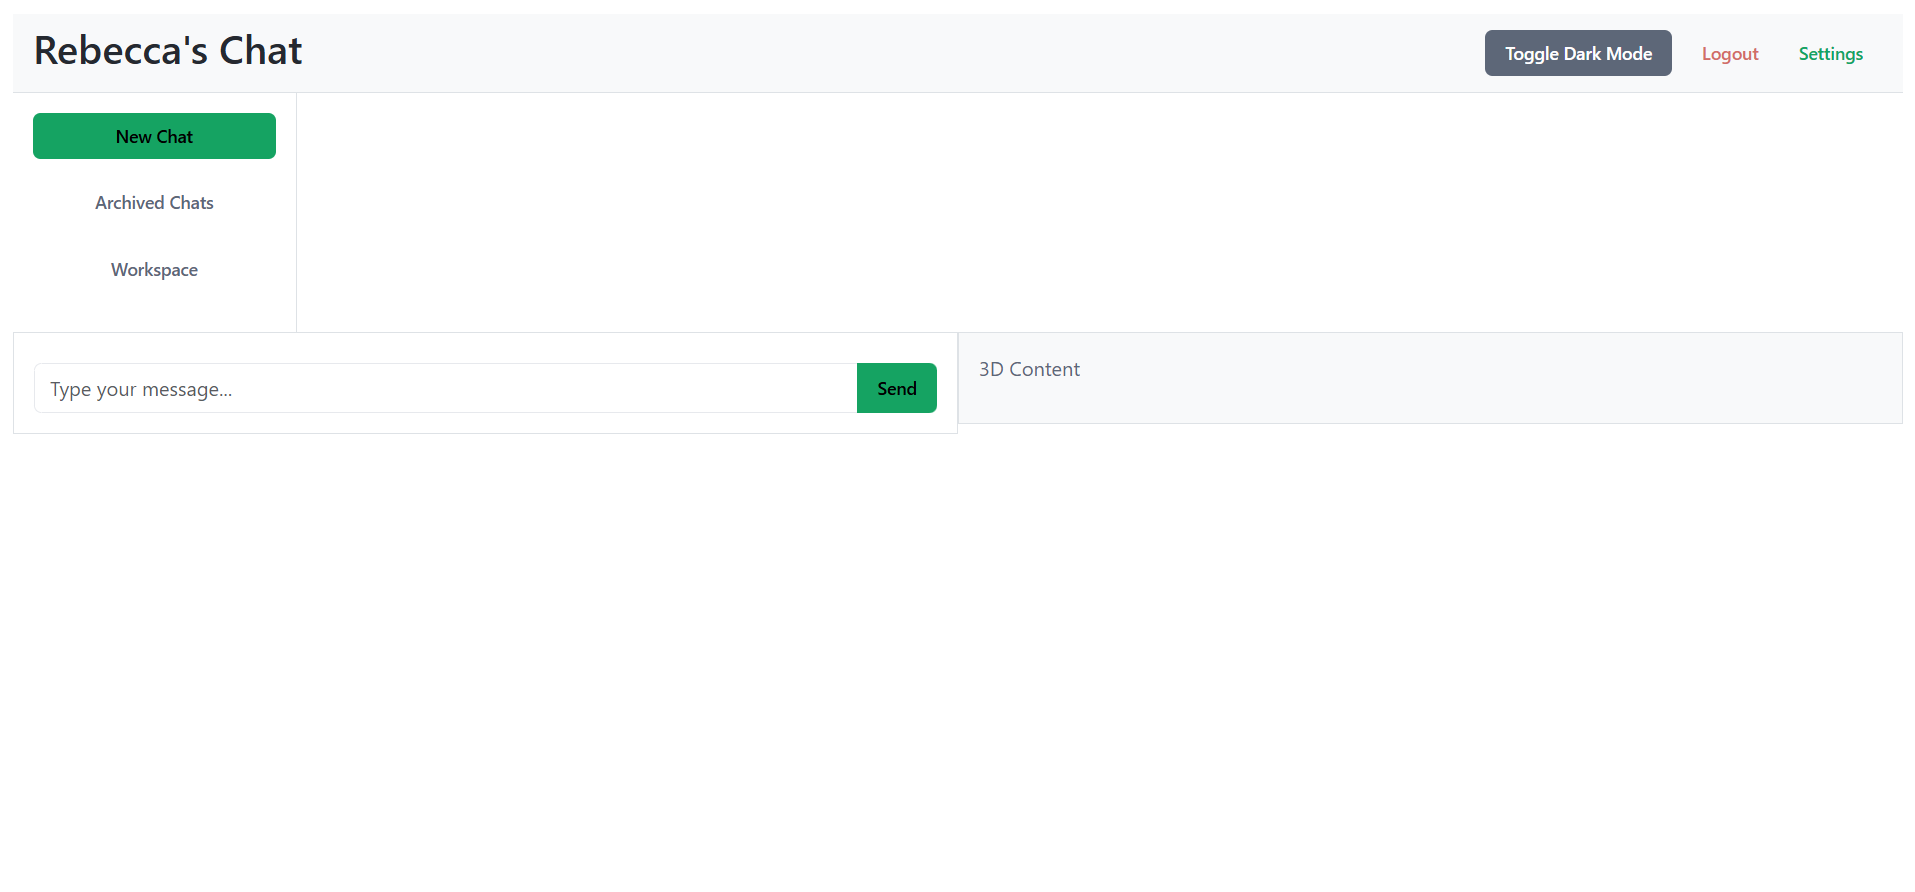 Rebecca's Chat
Toggle Dark Mode
Logout
Settings
New Chat
Archived Chats
Workspace
Type your message...
Send
3D Content